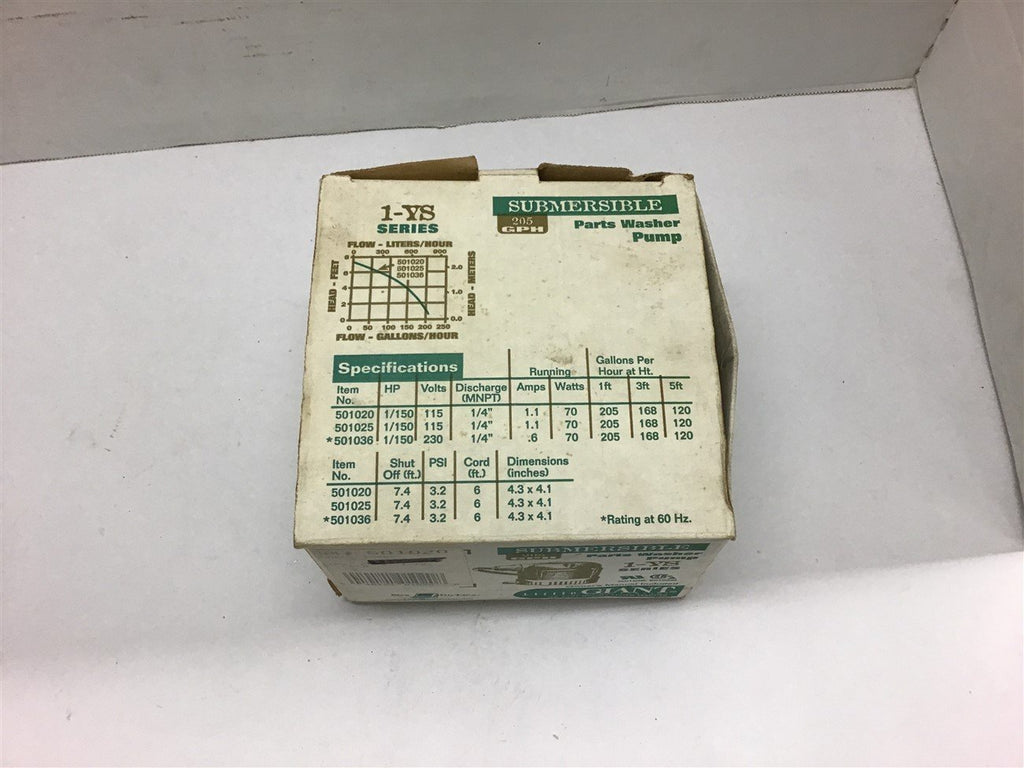 1-YS
SERIES
SUBMERSIBLE
205
GPH
Parts Washer
Pump
FLOW - LITERS/HOUR
0 300 600 900
HEAD - FEET
8
6
4
2
0
501020
501025
501036
2.0
1.0
0.0
HEAD - METERS
0 50 100 150 200 250
FLOW - GALLONS/HOUR
Specifications
Running
Gallons Per
Hour at Ht.
Item No. HP Volts Discharge (MNPT) Amps Watts 1ft 3ft 5ft
501020 1/150 115 1/4" 1.1 70 205 168 120
501025 1/150 115 1/4" 1.1 70 205 168 120
*501036 1/150 230 1/4" .6 70 205 168 120
Item No. Shut Off (ft.) PSI Cord (ft.) Dimensions (inches)
501020 7.4 3.2 6 4.3 x 4.1
501025 7.4 3.2 6 4.3 x 4.1
*501036 7.4 3.2 6 4.3 x 4.1
*Rating at 60 Hz.
501020
SUBMERSIBLE
Parts Washer
Pump
1-YS
SERIES
LITTLE GIANT